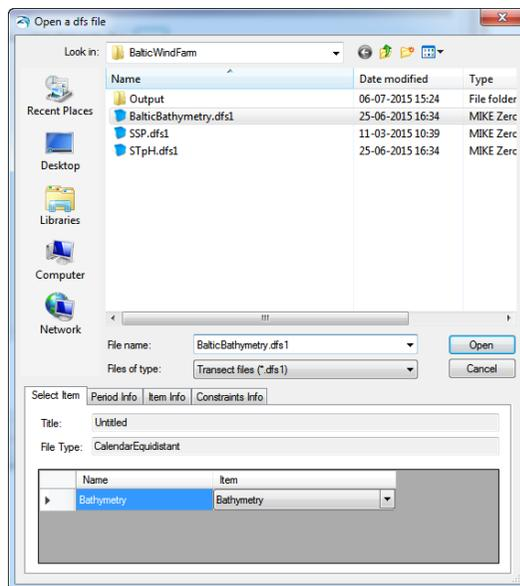 Open a dfs file
Look in: BalticWindFarm
Name Date modified Type
Output 06-07-2015 15:24 File folder
BalticBathymetry.dfs1 25-06-2015 16:34 MIKE Zero
SSP.dfs1 11-03-2015 10:39 MIKE Zero
STpH.dfs1 25-06-2015 16:34 MIKE Zero
Recent Places
Desktop
Libraries
Computer
Network
File name: BalticBathymetry.dfs1 Open
Files of type: Transect files (*.dfs1) Cancel
Select Item Period Info Item Info Constraints Info
Title: Untitled
File Type: CalendarEquidistant
Name Item
Bathymetry Bathymetry